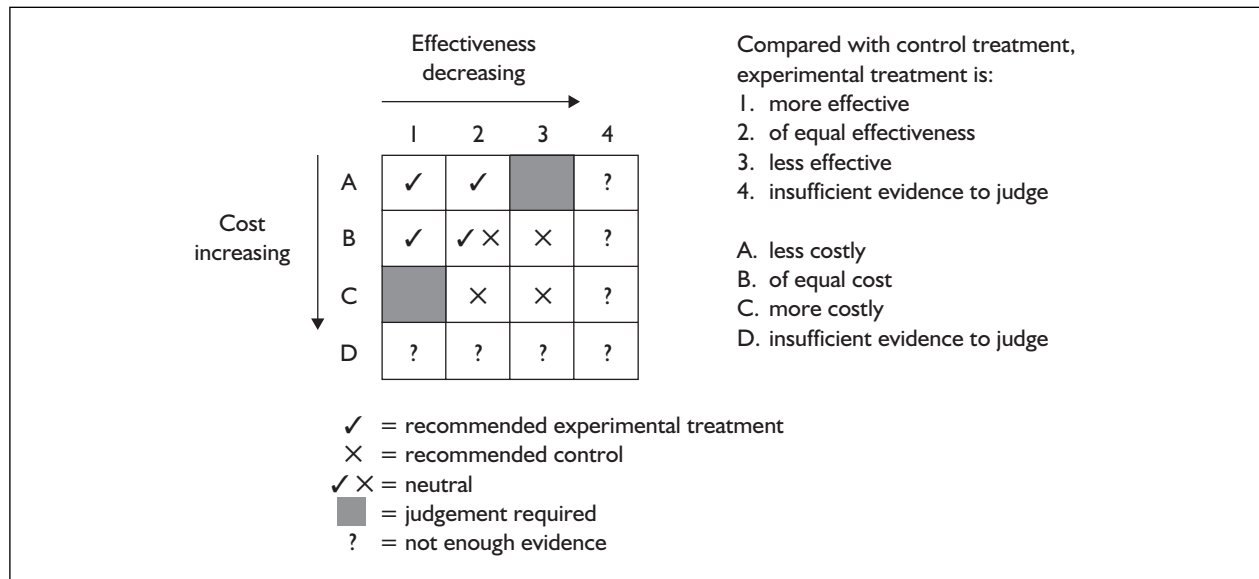 Effectiveness
decreasing
1 2 3 4
Cost
increasing
A ✓ ✓ ?
B ✓ ✓× × ?
C × × ?
D ? ? ? ?
✓ = recommended experimental treatment
× = recommended control
✓× = neutral
= judgement required
? = not enough evidence
Compared with control treatment,
experimental treatment is:
1. more effective
2. of equal effectiveness
3. less effective
4. insufficient evidence to judge
A. less costly
B. of equal cost
C. more costly
D. insufficient evidence to judge